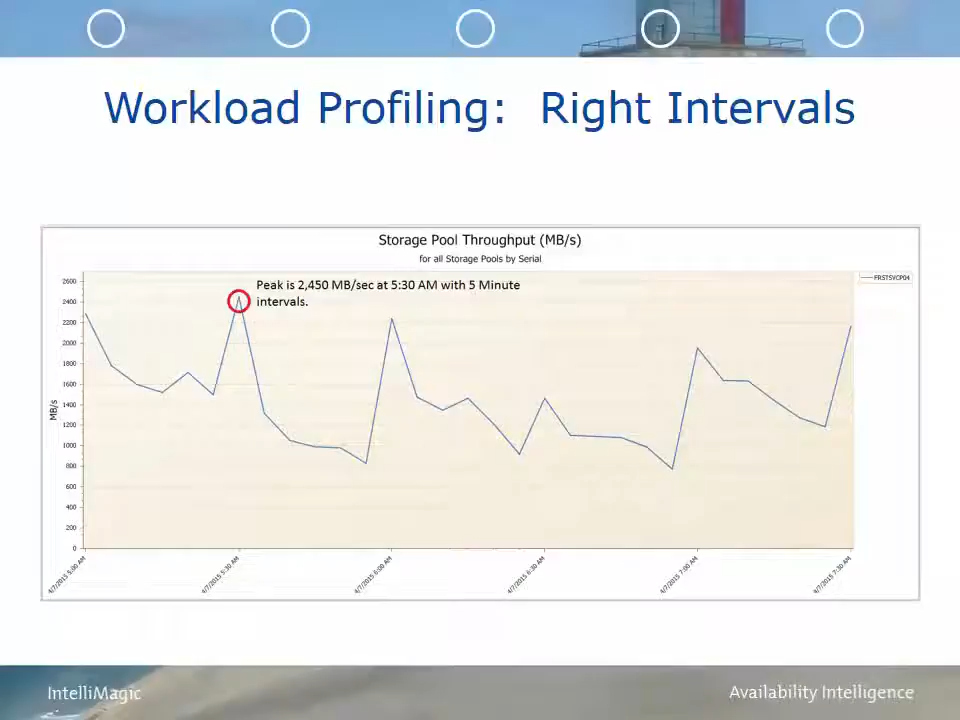 Workload Profiling:  Right Intervals
Storage Pool Throughput (MB/s)
for all Storage Pools by Serial
FRSTSVCP04
Peak is 2,450 MB/sec at 5:30 AM with 5 Minute
intervals.
MB/s
2600
2400
2200
2000
1800
1600
1400
1200
1000
800
600
400
200
0
4/7/2015 5:00 AM
4/7/2015 5:30 AM
4/7/2015 6:00 AM
4/7/2015 6:30 AM
4/7/2015 7:00 AM
4/7/2015 7:30 AM
IntelliMagic
Availability Intelligence